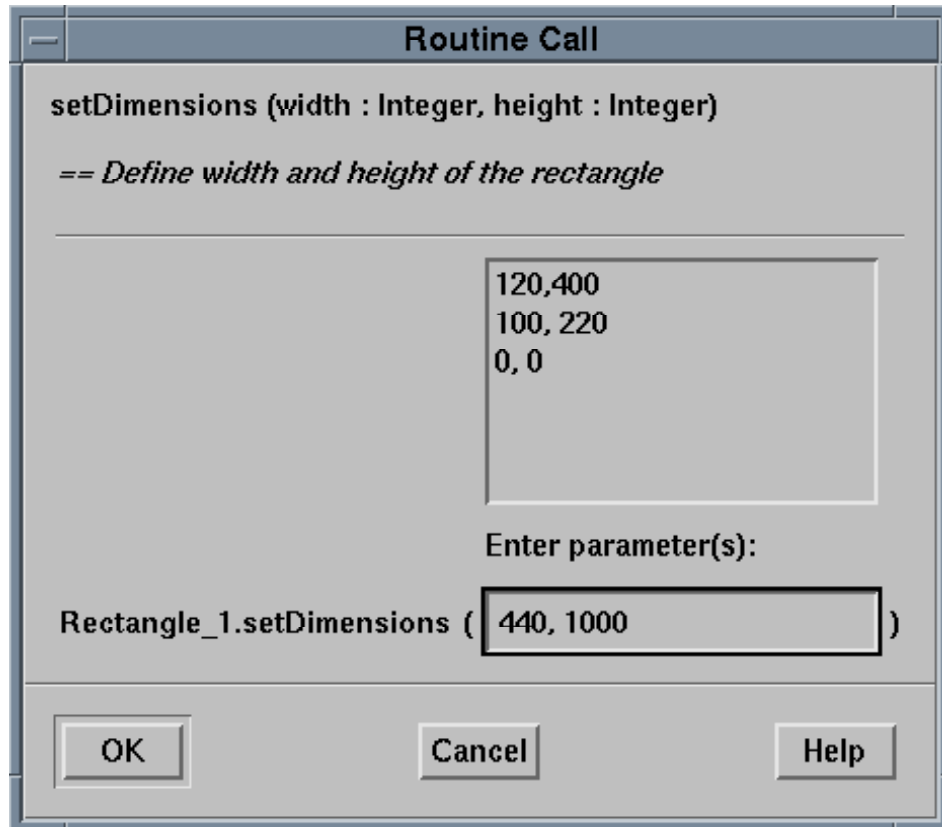 Routine Call
setDimensions (width : Integer, height : Integer)
== Define width and height of the rectangle
120,400
100, 220
0, 0
Enter parameter(s):
Rectangle_1.setDimensions ( 440, 1000 )
OK Cancel Help